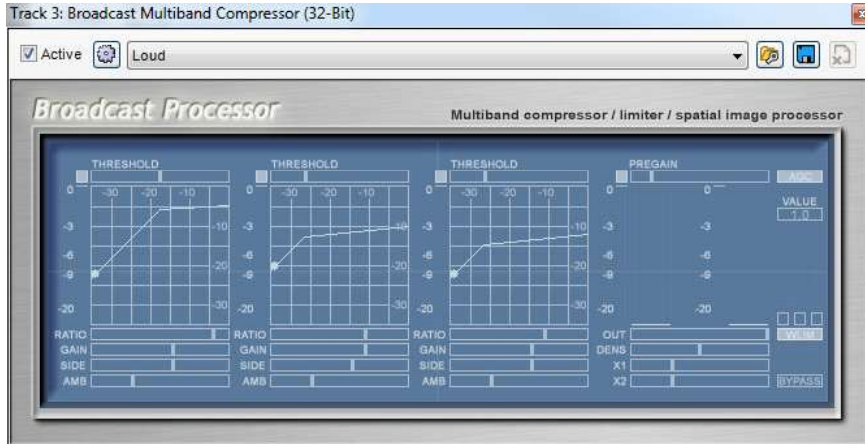 Track 3: Broadcast Multiband Compressor (32-Bit)
Active Loud
Broadcast Processor
Multiband compressor / limiter / spatial image processor
THRESHOLD THRESHOLD THRESHOLD PREGAIN
AGC
0 -30 -20 -10 0 -30 -20 -10 0 -30 -20 -10 0 0
VALUE
1.0
-3 -10 -3 -10 -3 -10 -3 -3
-6 -6 -6 -6 -6
-20 -20 -20
-9 -9 -9 -9 -9
-20 -30 -20 -30 -20 -30 -20 -20
RATIO RATIO RATIO OUT
GAIN GAIN GAIN DENS
SIDE SIDE SIDE X1
AMB AMB AMB X2 BYPASS